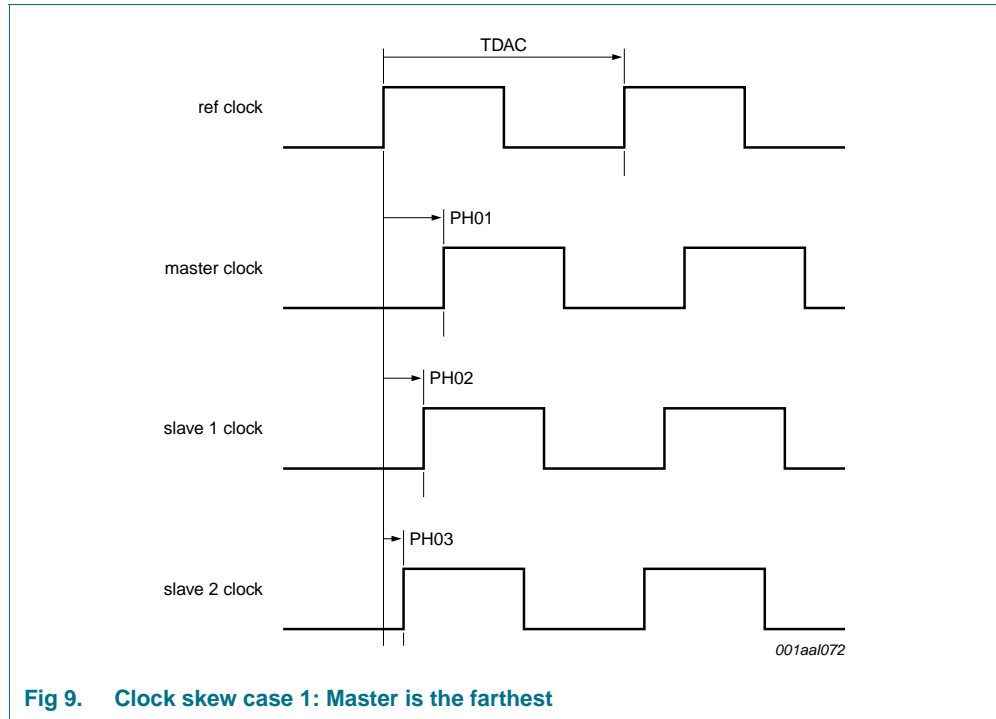 TDAC
ref clock
PH01
master clock
PH02
slave 1 clock
PH03
slave 2 clock
001aal072
Fig 9. Clock skew case 1: Master is the farthest